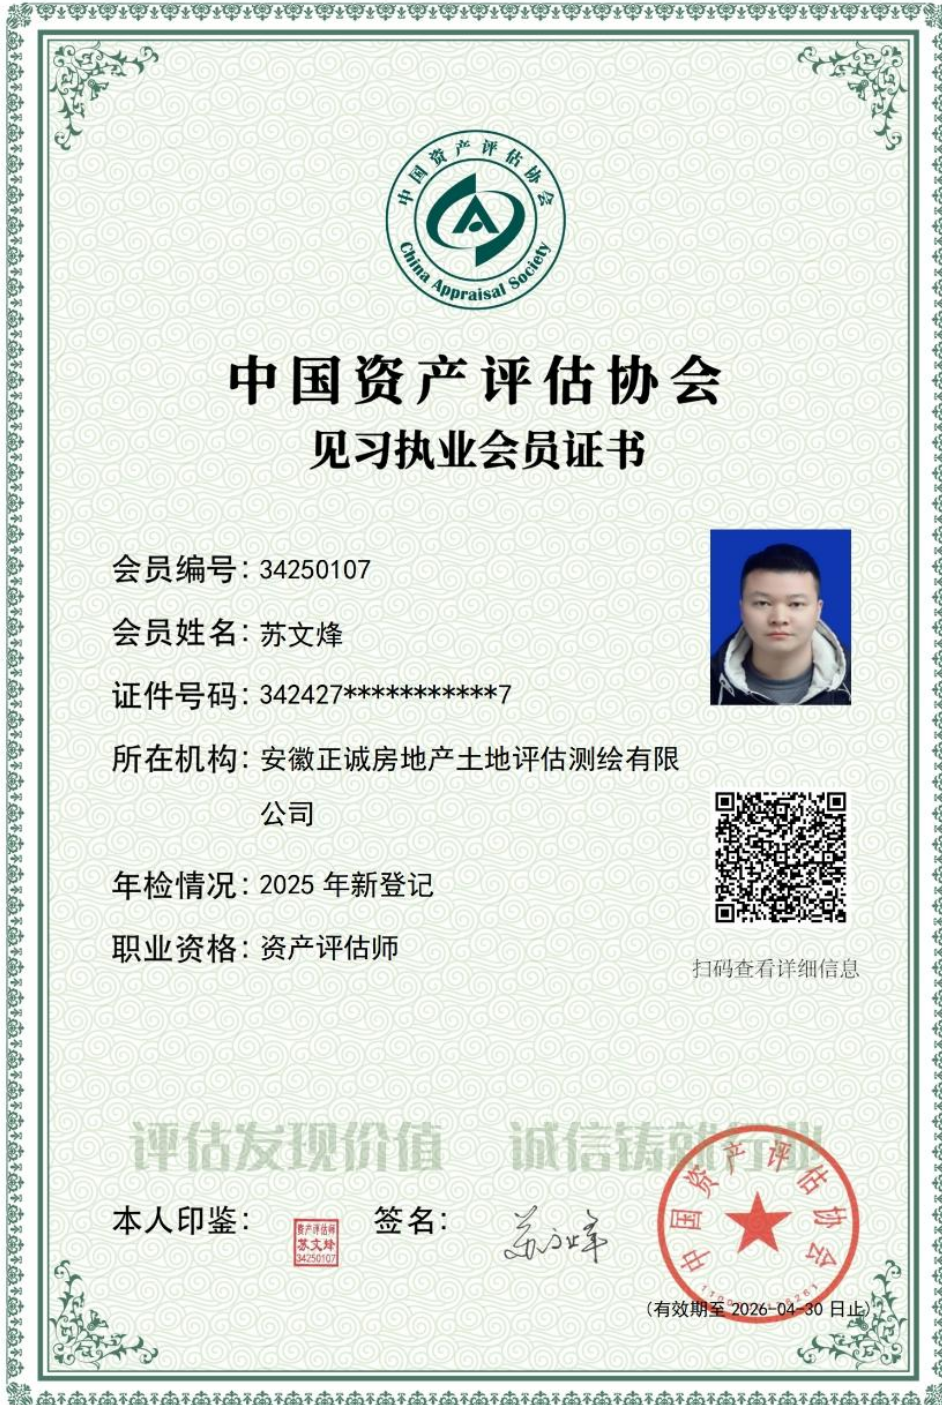 中国资产评估协会
China Appraisal Society
中国资产评估协会
见习执业会员证书
会员编号：34250107
会员姓名：苏文烽
证件号码：342427***********7
所在机构：安徽正诚房地产土地评估测绘有限
公司
年检情况：2025 年新登记
职业资格：资产评估师
扫码查看详细信息
评估发现价值 诚信铸就行业
本人印鉴：
资产评估师
苏文烽
34250107
签名：
中国资产评估协会
(有效期至 2026-04-30 日止)